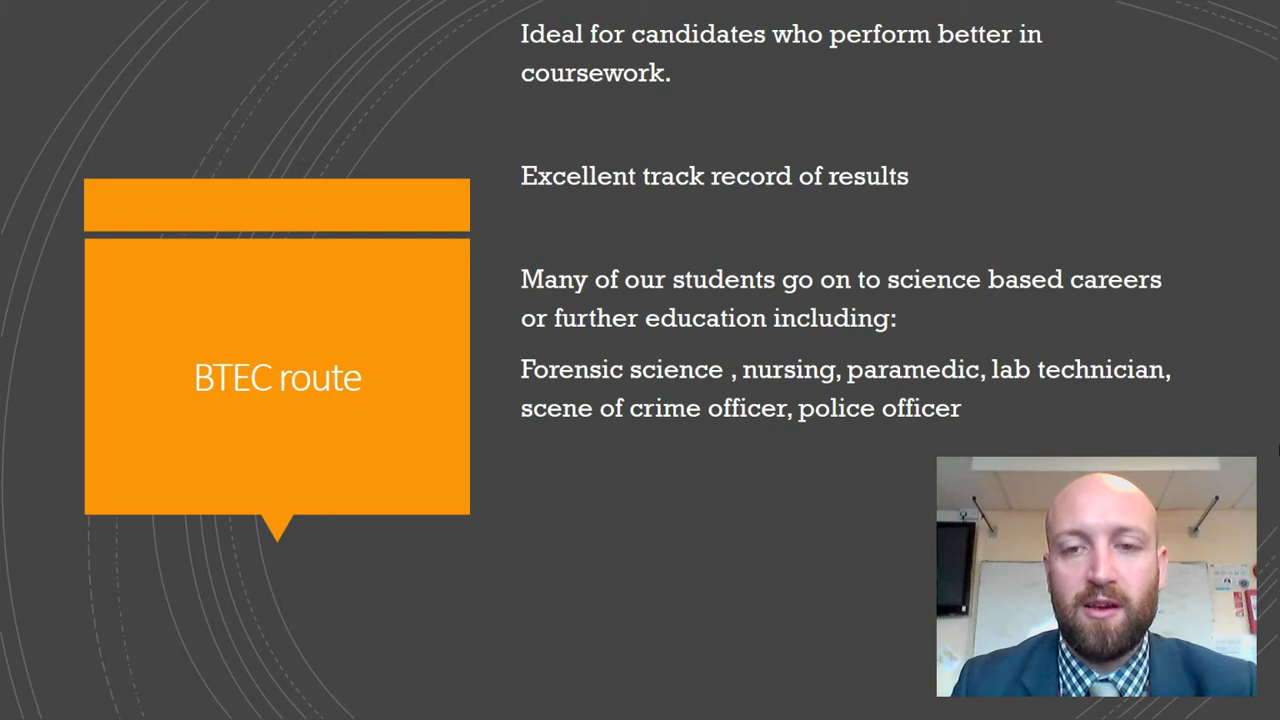 Ideal for candidates who perform better in
coursework.
Excellent track record of results
Many of our students go on to science based careers
or further education including:
Forensic science , nursing, paramedic, lab technician,
scene of crime officer, police officer
BTEC route